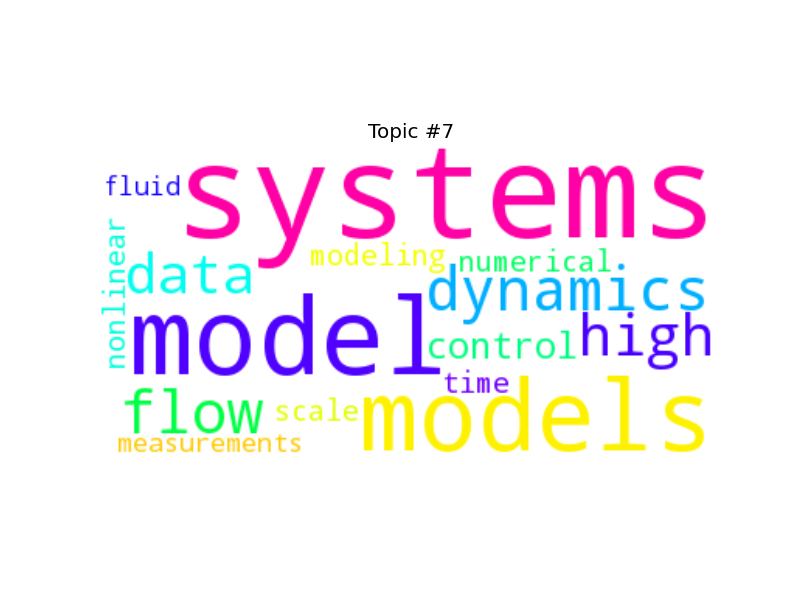 Topic #7
fluid
systems
nonlinear
data
modeling
numerical
dynamics
model
control
high
time
flow
scale
models
measurements